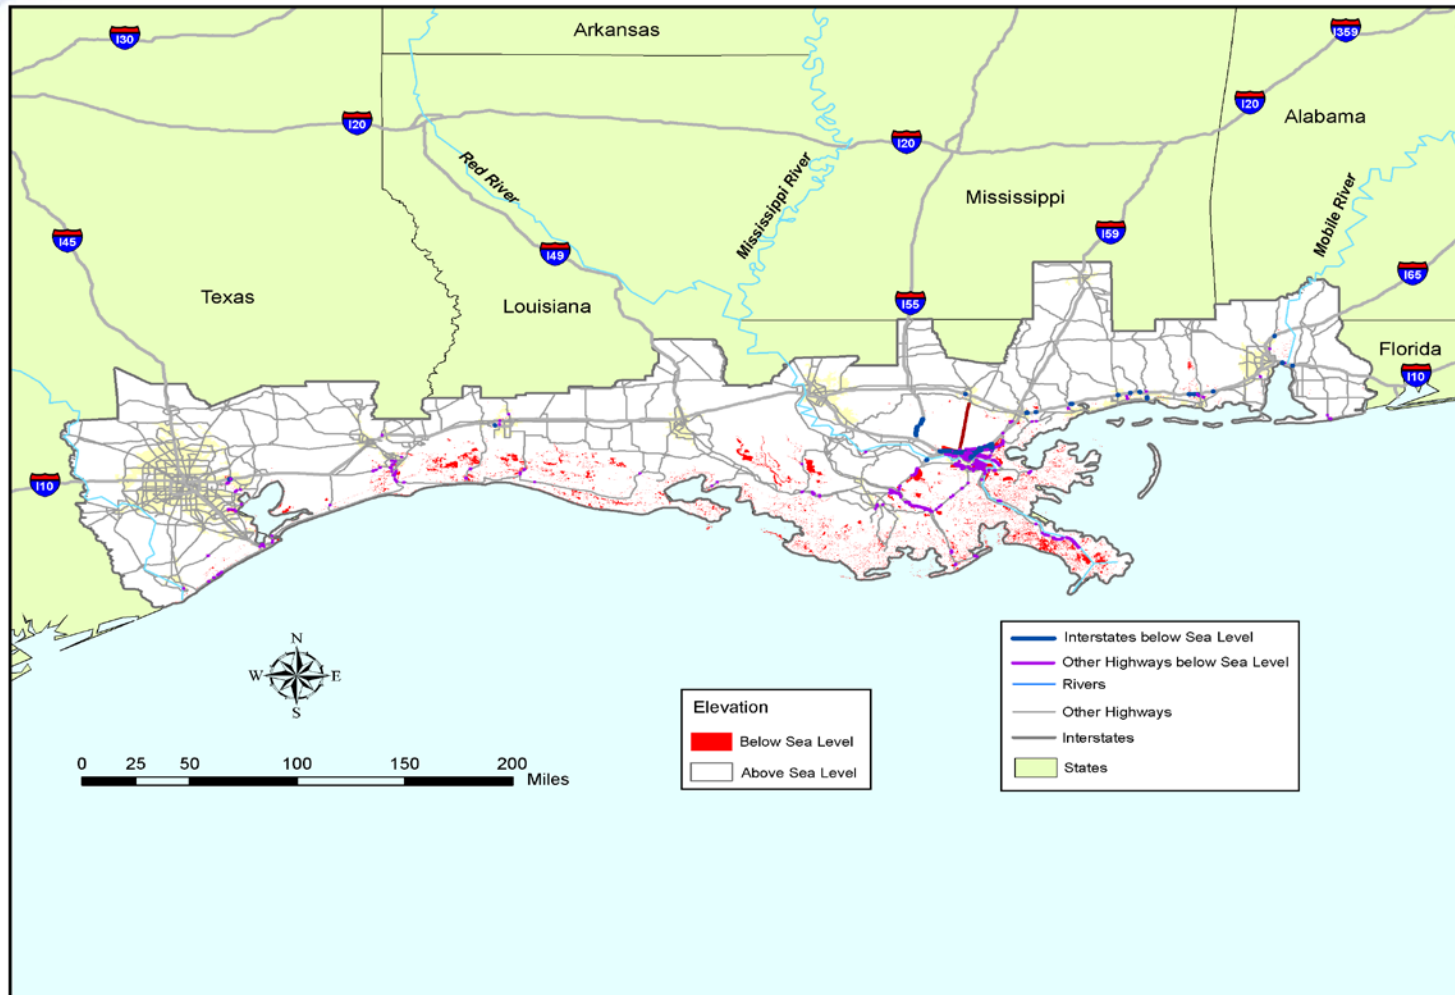 Arkansas
I30
I359
I20
I20
I20
Alabama
Red River
Mississippi River
Mississippi
Mobile River
I45
I49
I59
I65
Texas
Louisiana
I55
Florida
I10
I10
N
W E
S
Interstates below Sea Level
Other Highways below Sea Level
Rivers
Other Highways
Interstates
States
Elevation
Below Sea Level
Above Sea Level
0 25 50 100 150 200
Miles